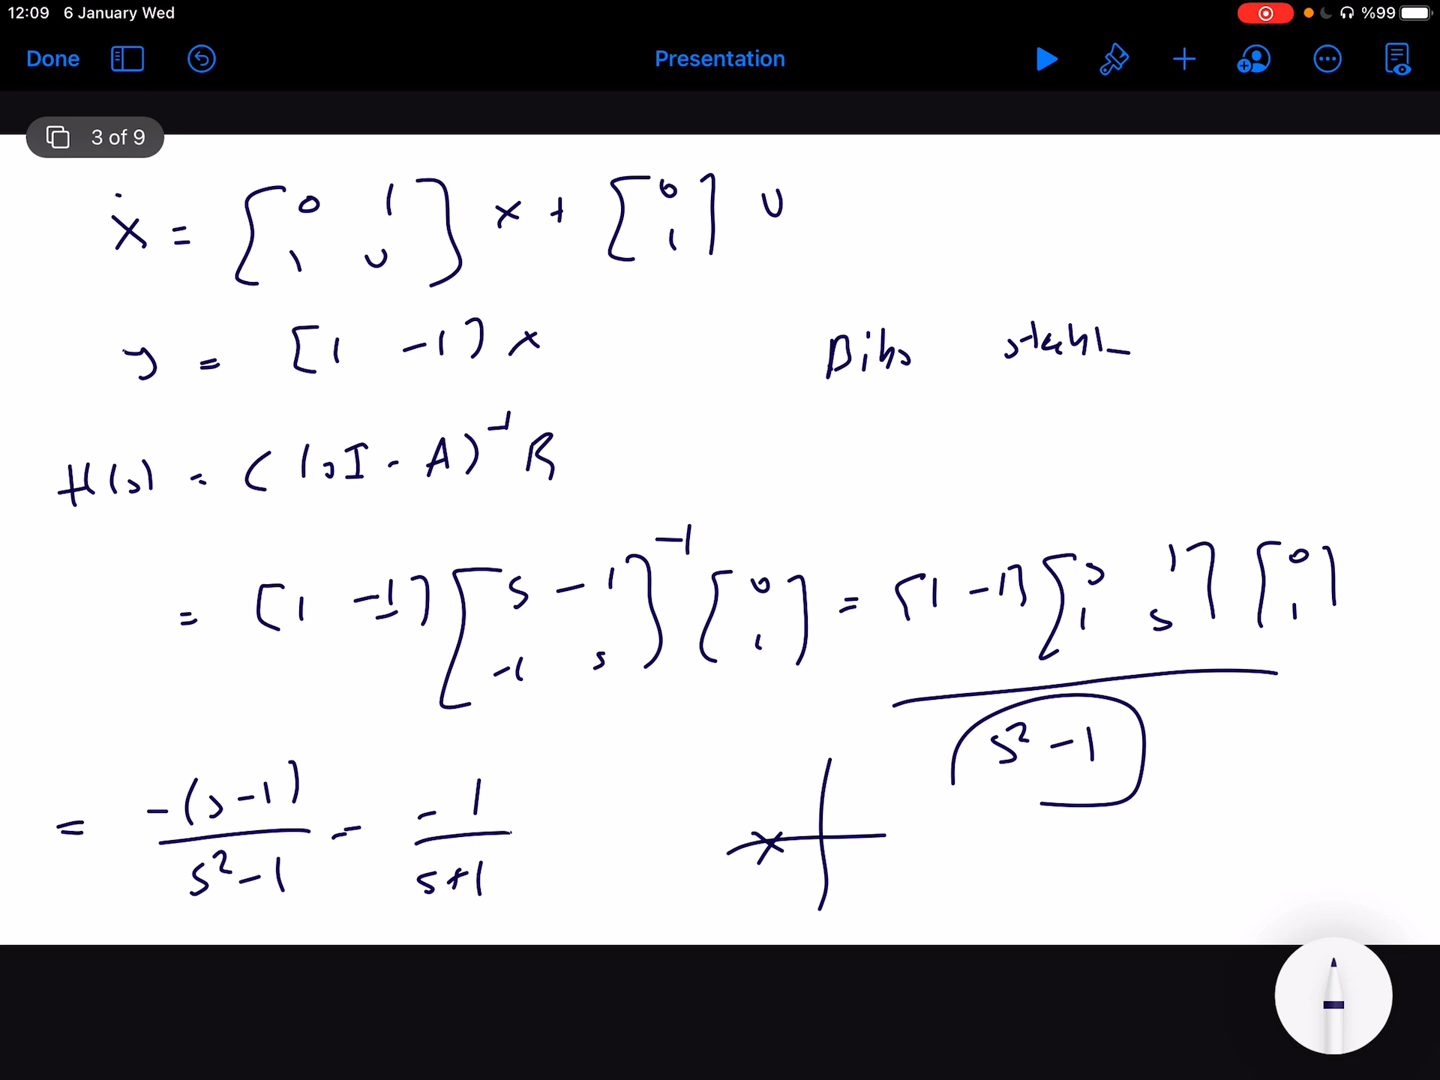 12:09 6 January Wed %99
Done Presentation
3 of 9
ẋ = [0 1; 1 0] x + [0; 1] u
y = [1 -1] x Bibo stabl
H(s) = ((sI - A)⁻¹ B
= [1 -1] [s -1; -1 s]⁻¹ [0; 1] = [1 -1] [s 1; 1 s] [0; 1] / s² - 1
= -(s-1) / s² - 1 = -1 / s+1